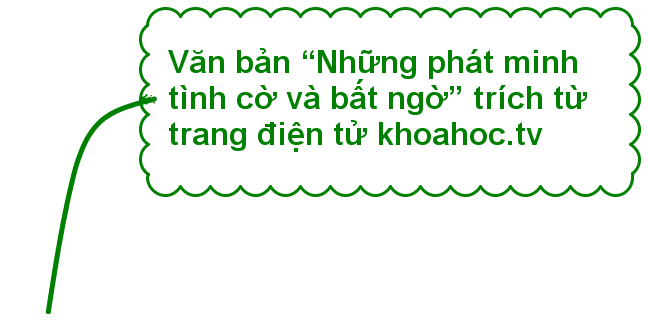 Văn bản “Những phát minh
tình cờ và bất ngờ” trích từ
trang điện tử khoahoc.tv